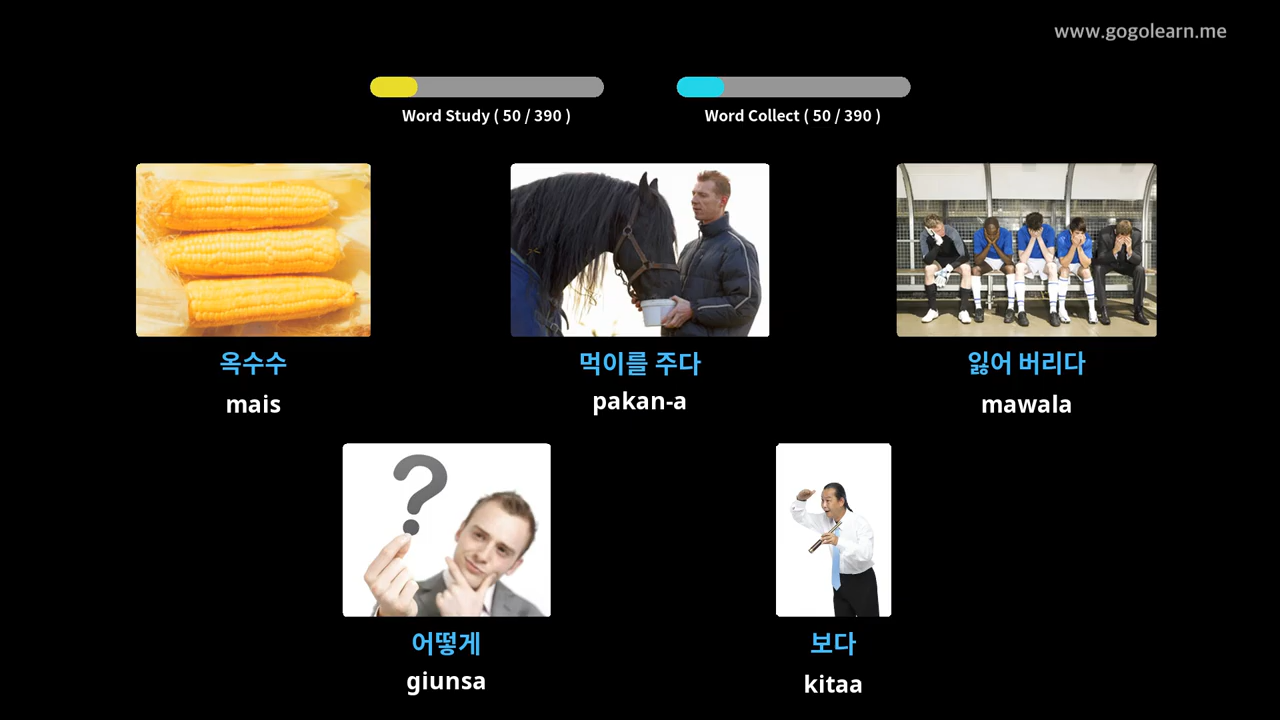 www.gogolearn.me
Word Study ( 50 / 390 )
Word Collect ( 50 / 390 )
옥수수
mais
먹이를 주다
pakan-a
잃어 버리다
mawala
어떻게
giunsa
보다
kitaa